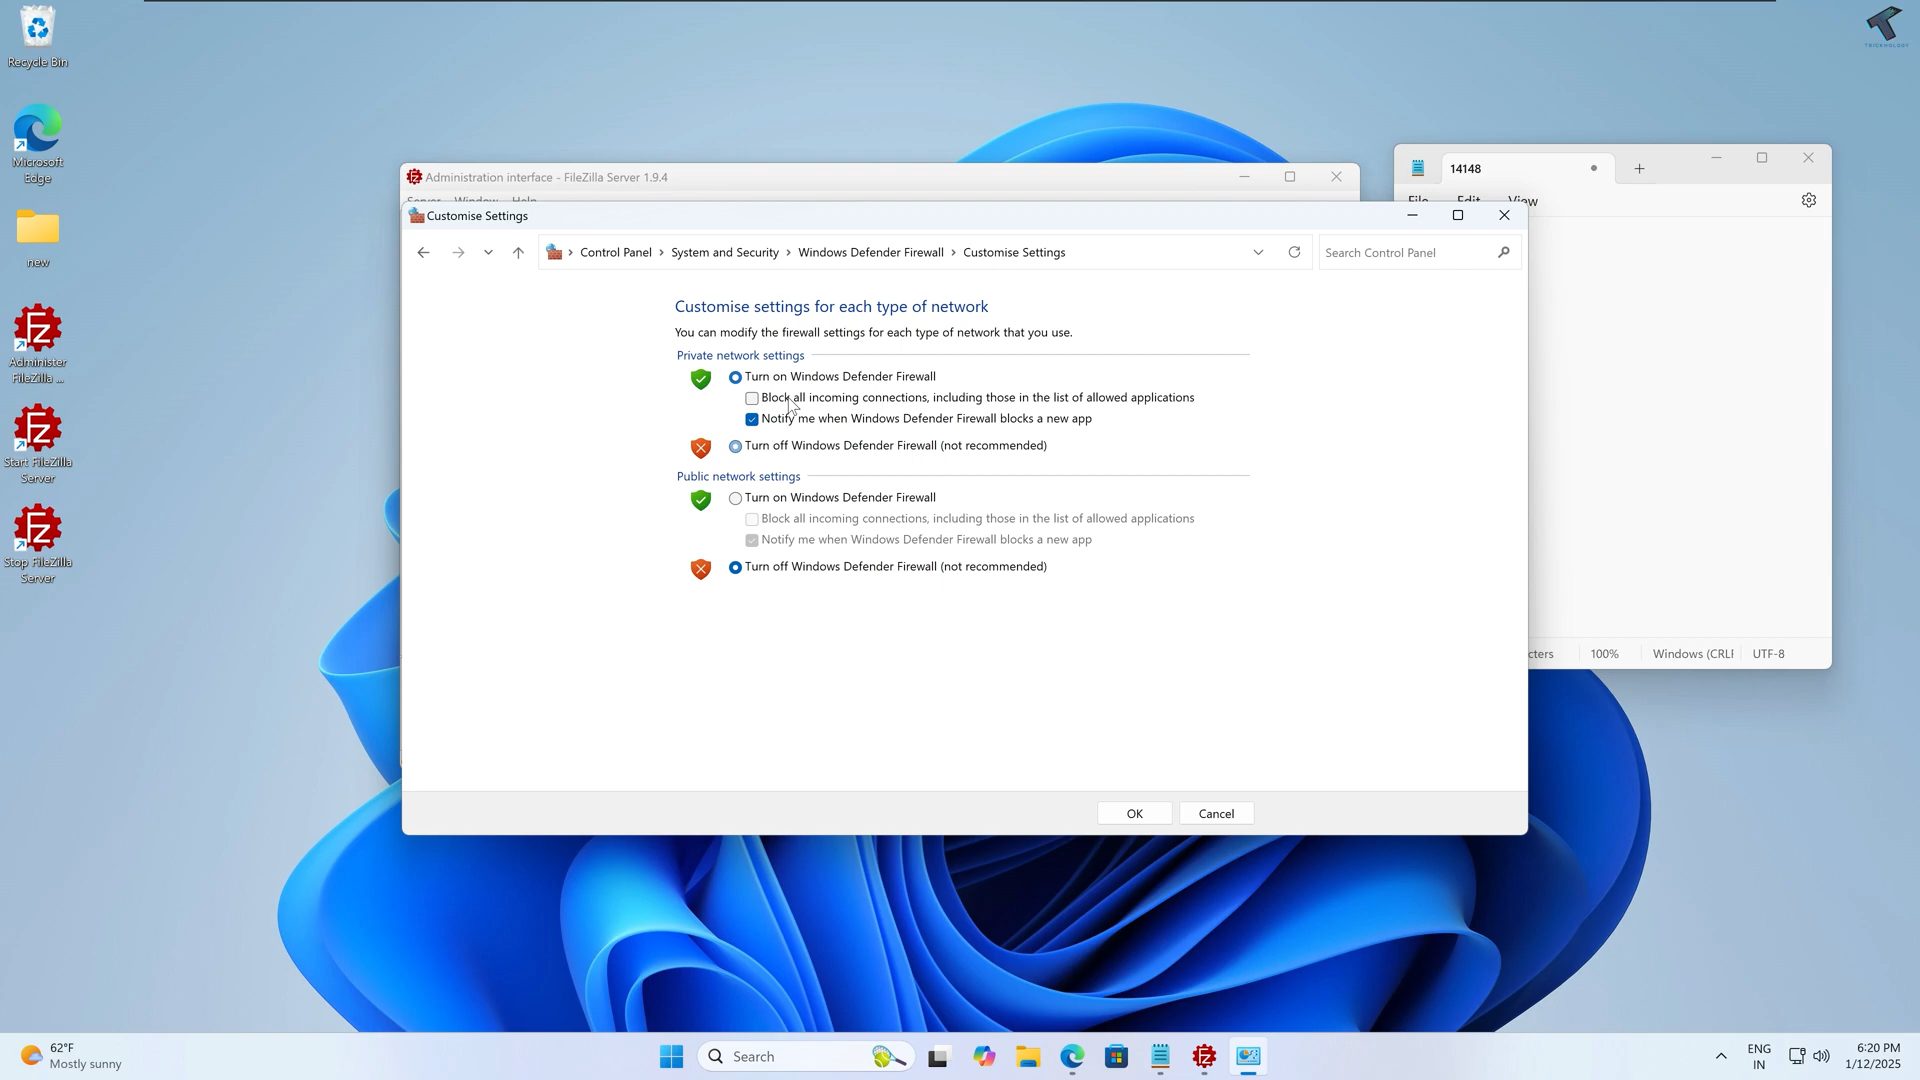 Recycle Bin
Microsoft
Edge
new
Administer
FileZilla ...
Start FileZilla
Server
Stop FileZilla
Server
TRICKNOLOGY
Administration interface - FileZilla Server 1.9.4
Server Window Help
14148
File Edit View
Customise Settings
Control Panel > System and Security > Windows Defender Firewall > Customise Settings
Search Control Panel
Customise settings for each type of network
You can modify the firewall settings for each type of network that you use.
Private network settings
Turn on Windows Defender Firewall
Block all incoming connections, including those in the list of allowed applications
Notify me when Windows Defender Firewall blocks a new app
Turn off Windows Defender Firewall (not recommended)
Public network settings
Turn on Windows Defender Firewall
Block all incoming connections, including those in the list of allowed applications
Notify me when Windows Defender Firewall blocks a new app
Turn off Windows Defender Firewall (not recommended)
OK Cancel
cters 100% Windows (CRLF UTF-8
62°F
Mostly sunny
Search
ENG
IN
6:20 PM
1/12/2025